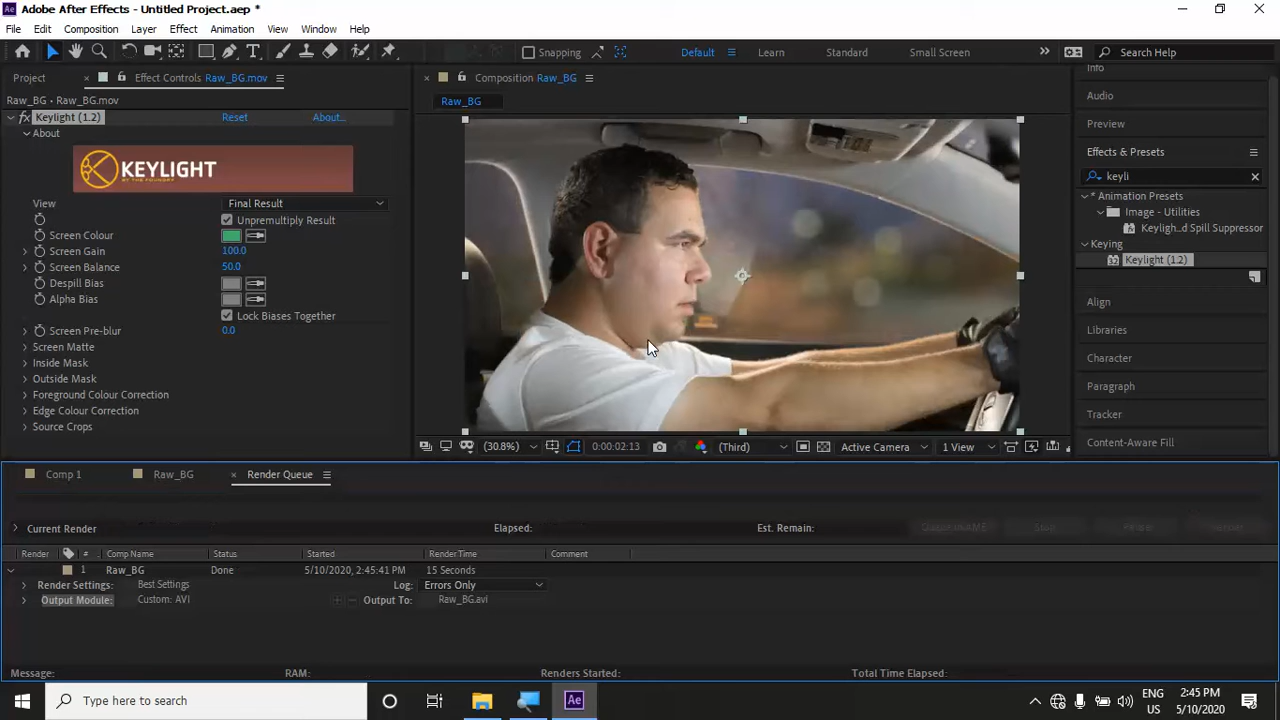 Ae Adobe After Effects - Untitled Project.aep *
File Edit Composition Layer Effect Animation View Window Help
Snapping Default Learn Standard Small Screen Search Help
Project Effect Controls Raw_BG.mov
Raw_BG • Raw_BG.mov
fx Keylight (1.2) Reset About...
About
KEYLIGHT
BY THE FOUNDRY
View Final Result
Unpremultiply Result
Screen Colour
Screen Gain 100.0
Screen Balance 50.0
Despill Bias
Alpha Bias
Lock Biases Together
Screen Pre-blur 0.0
Screen Matte
Inside Mask
Outside Mask
Foreground Colour Correction
Edge Colour Correction
Source Crops
Composition Raw_BG
Raw_BG
(30.8%) 0:00:02:13 (Third) Active Camera 1 View
Info
Audio
Preview
Effects & Presets
keyli
* Animation Presets
Image - Utilities
Keyligh...d Spill Suppressor
Keying
Keylight (1.2)
Align
Libraries
Character
Paragraph
Tracker
Content-Aware Fill
Comp 1 Raw_BG Render Queue
Current Render Elapsed: Est. Remain:
Render # Comp Name Status Started Render Time Comment
1 Raw_BG Done 5/10/2020, 2:45:41 PM 15 Seconds
Render Settings: Best Settings Log: Errors Only
Output Module: Custom: AVI Output To: Raw_BG.avi
Message: RAM: Renders Started: Total Time Elapsed:
Type here to search
Ae
ENG
US
2:45 PM
5/10/2020